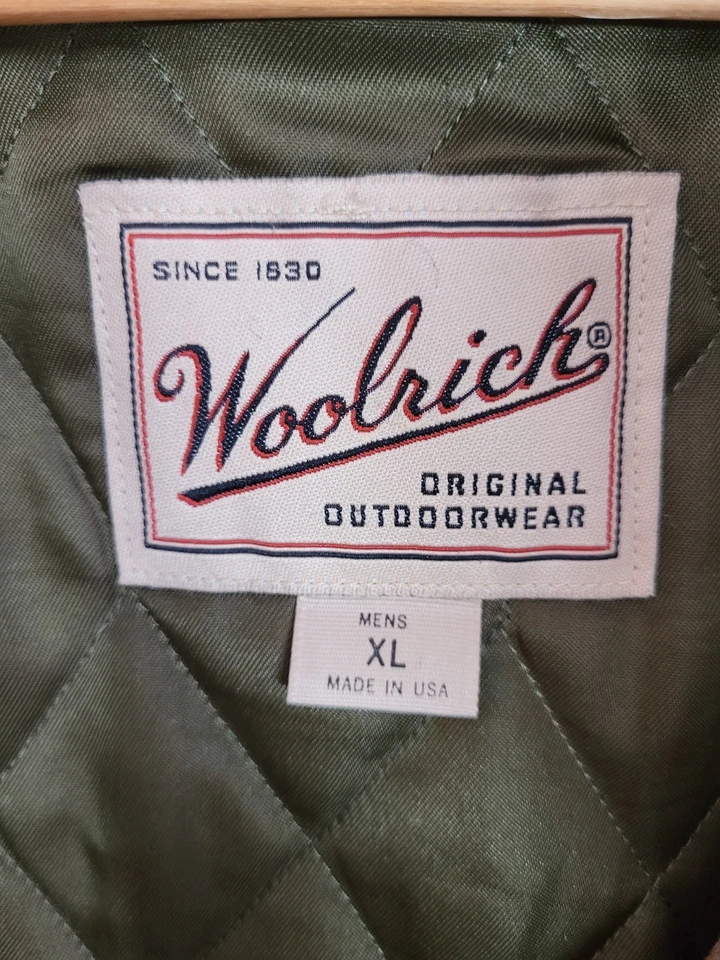 SINCE 1830
Woolrich®
ORIGINAL
OUTDOORWEAR
MENS
XL
MADE IN USA